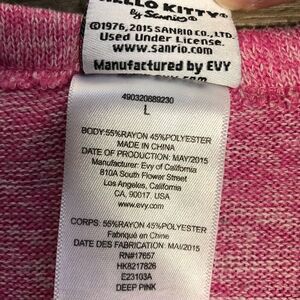 HELLO KITTY
by Sanrio
©1976, 2015 SANRIO CO., LTD.
Used Under License.
www.sanrio.com
Manufactured by EVY
490320889230
L
BODY:55%RAYON 45%POLYESTER
MADE IN CHINA
DATE OF PRODUCTION: MAY/2015
Manufacturer: Evy of California
810A South Flower Street
Los Angeles, California
CA, 90017. USA
www.evy.com
CORPS: 55%RAYON 45%POLYESTER
Fabriqué en Chine
DATE DES FABRICATION: MAI/2015
RN#17657
HK8217826
E23103A
DEEP PINK